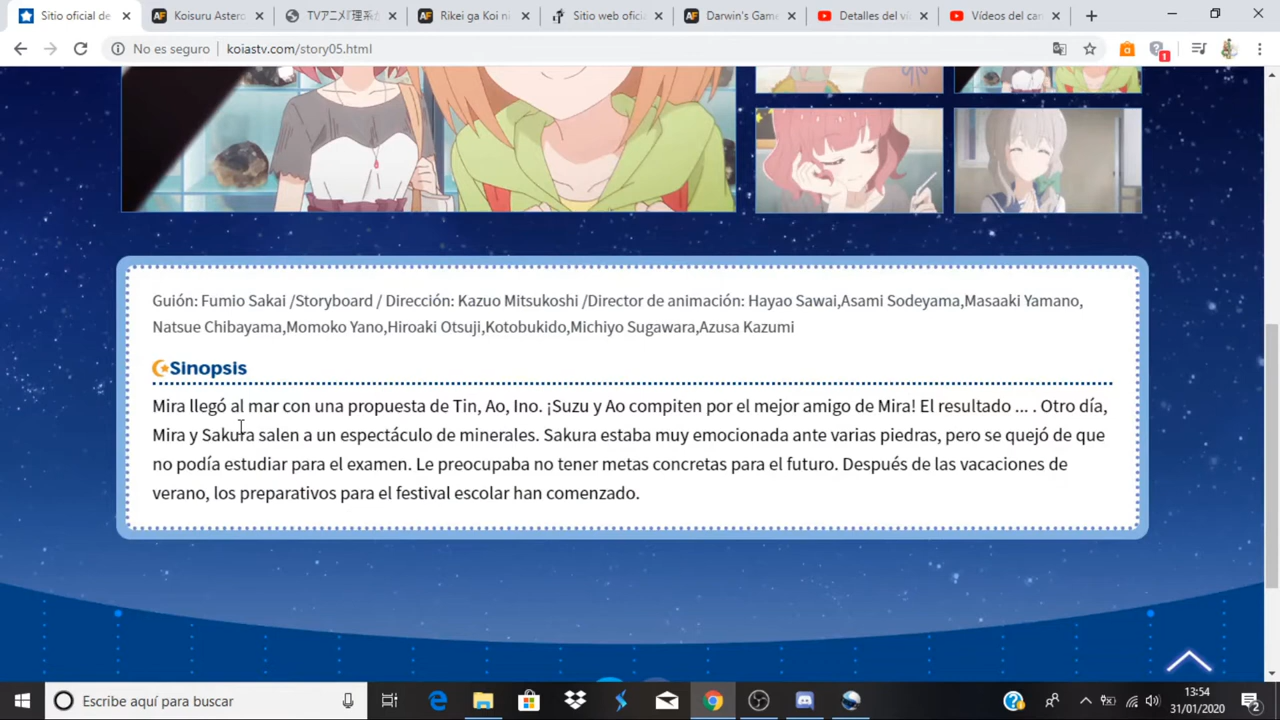 Sitio oficial de
Koisuru Astero
TVアニメ『理系が
Rikei ga Koi ni
Sitio web oficia
Darwin's Game
Detalles del ví
Vídeos del can
No es seguro
koiastv.com/story05.html
1
Guión: Fumio Sakai /Storyboard / Dirección: Kazuo Mitsukoshi /Director de animación: Hayao Sawai,Asami Sodeyama,Masaaki Yamano,
Natsue Chibayama,Momoko Yano,Hiroaki Otsuji,Kotobukido,Michiyo Sugawara,Azusa Kazumi
Sinopsis
Mira llegó al mar con una propuesta de Tin, Ao, Ino. ¡Suzu y Ao compiten por el mejor amigo de Mira! El resultado ... . Otro día,
Mira y Sakura salen a un espectáculo de minerales. Sakura estaba muy emocionada ante varias piedras, pero se quejó de que
no podía estudiar para el examen. Le preocupaba no tener metas concretas para el futuro. Después de las vacaciones de
verano, los preparativos para el festival escolar han comenzado.
Escribe aquí para buscar
13:54
31/01/2020
2